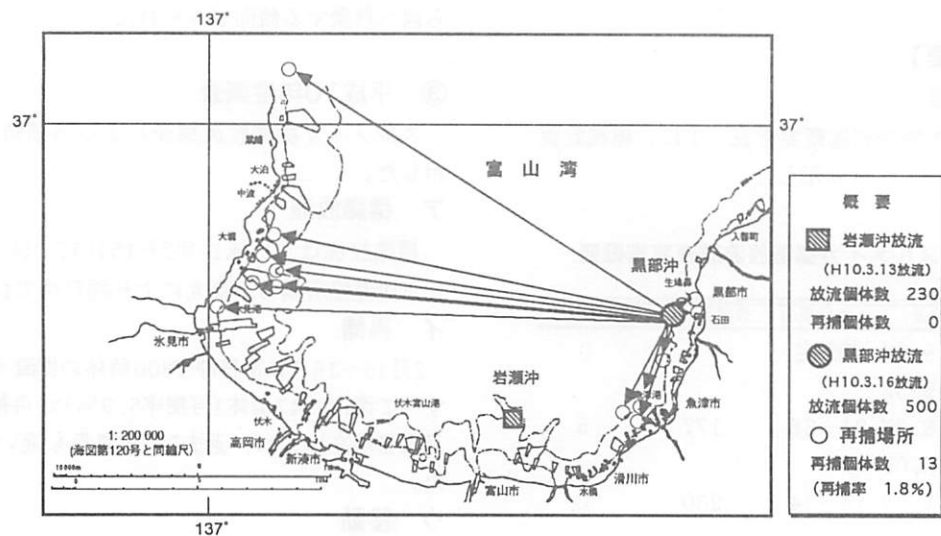 137°
37°
37°
富山湾
大泊
中波
大境
入善町
黒部沖
生地鼻
黒部市
石田
氷見市
岩瀬沖
魚津市
伏木富山港
伏木
1:200 000
(海図第120号と同縮尺)
高岡市
新湊市
滑川市
水橋
富山市
137°
概要
岩瀬沖放流
(H10.3.13放流)
放流個体数 230
再捕個体数 0
黒部沖放流
(H10.3.16放流)
放流個体数 500
再捕場所
再捕個体数 13
(再捕率 1.8%)